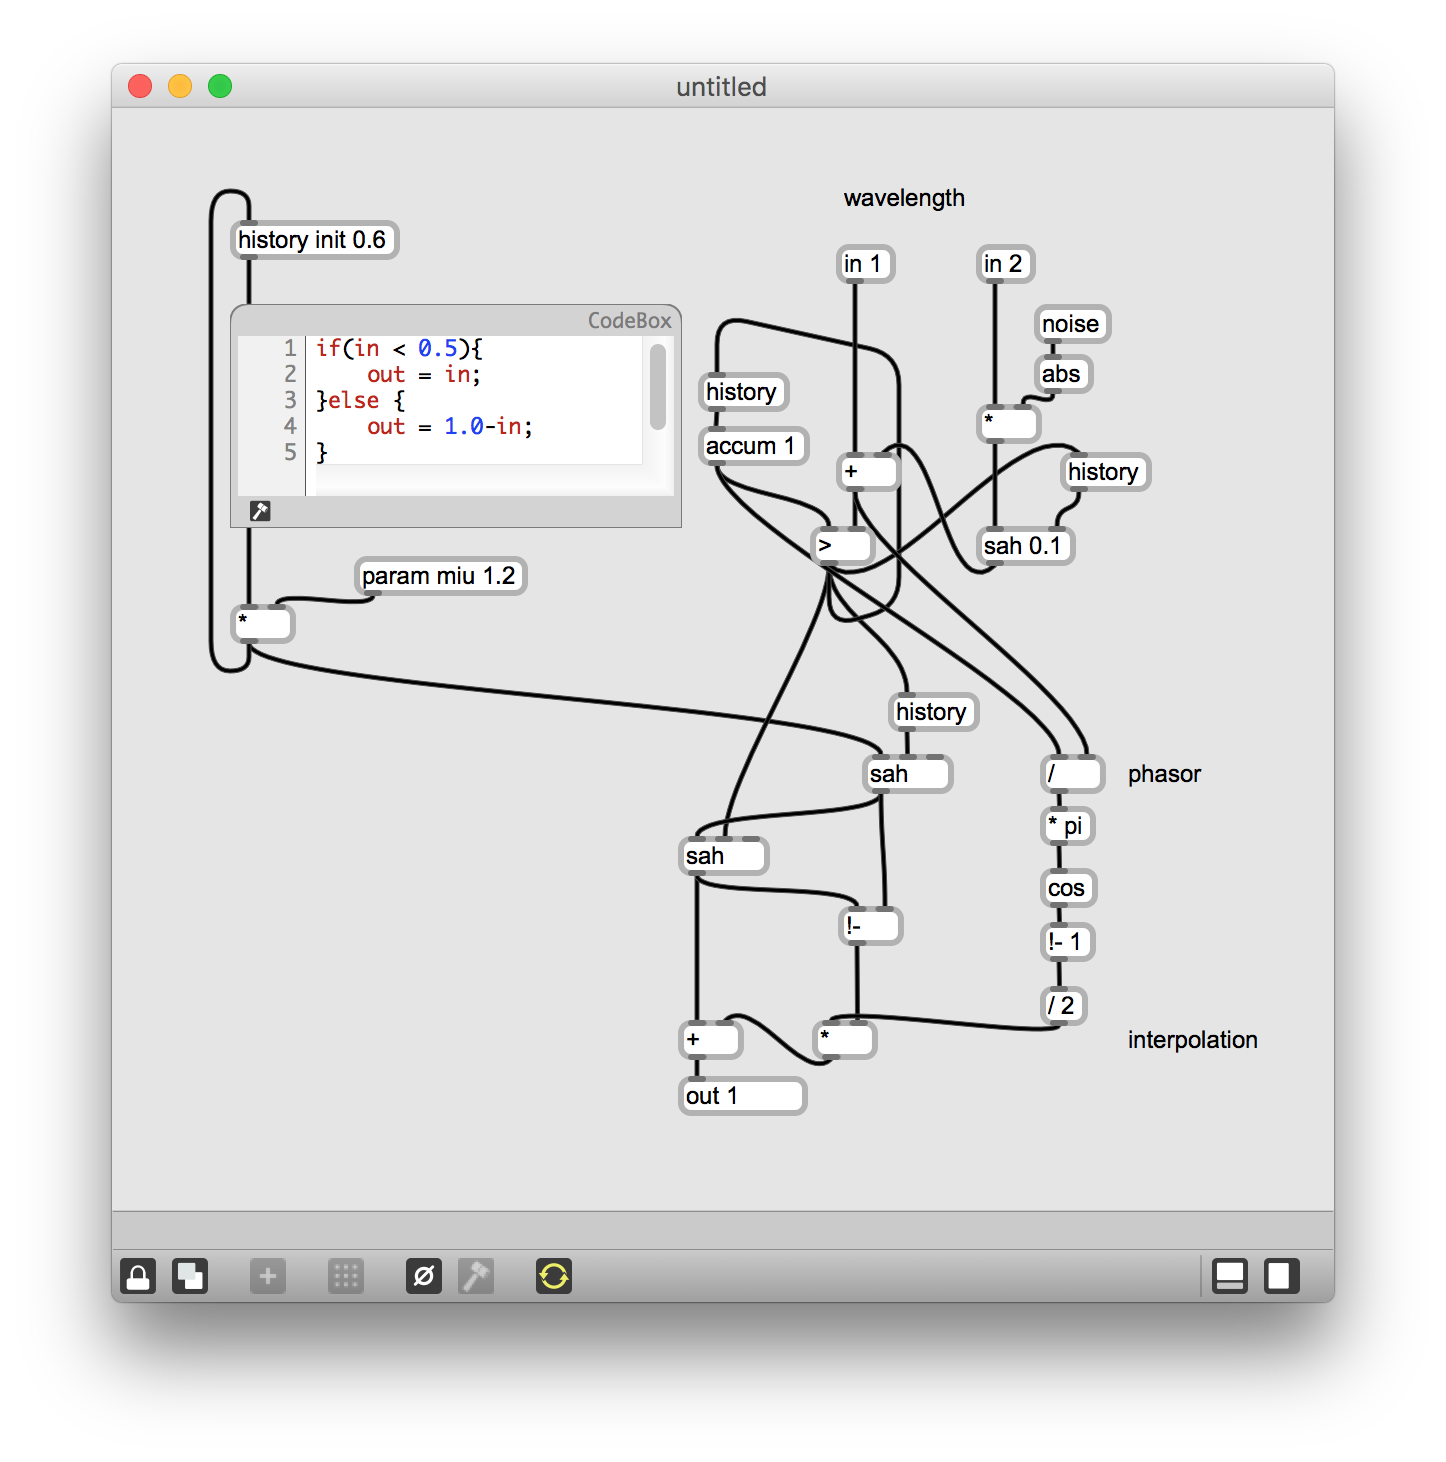 untitled
wavelength
history init 0.6
in 1
in 2
CodeBox
noise
1 if(in < 0.5){
2     out = in;
3 }else {
4     out = 1.0-in;
5 }
abs
history
*
accum 1
+
history
>
sah 0.1
param miu 1.2
*
history
sah
/
phasor
* pi
sah
cos
!-
!- 1
/ 2
+
*
interpolation
out 1